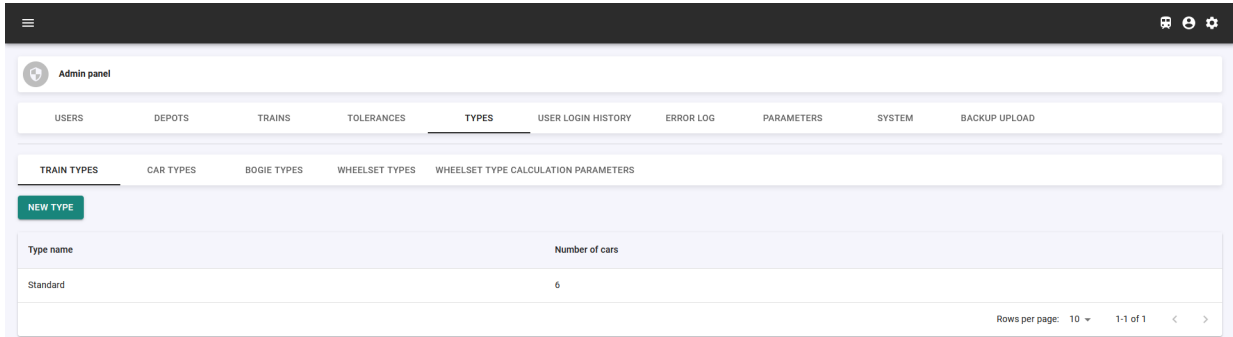 Admin panel
USERS DEPOTS TRAINS TOLERANCES TYPES USER LOGIN HISTORY ERROR LOG PARAMETERS SYSTEM BACKUP UPLOAD
TRAIN TYPES CAR TYPES BOGIE TYPES WHEELSET TYPES WHEELSET TYPE CALCULATION PARAMETERS
NEW TYPE
Type name Number of cars
Standard 6
Rows per page: 10 1-1 of 1